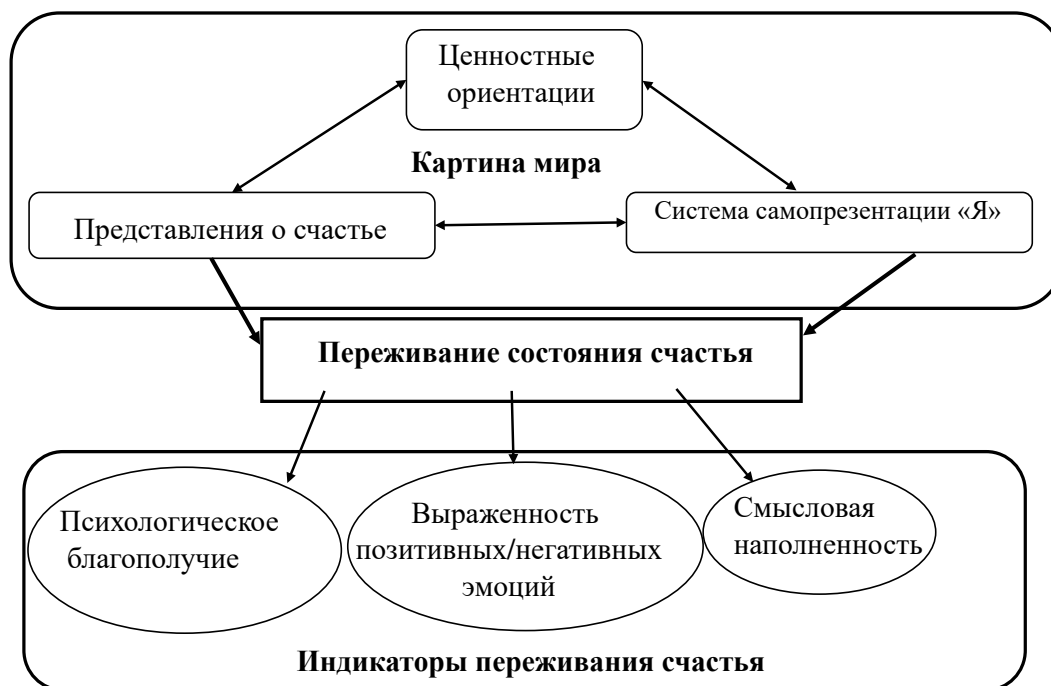 Ценностные
ориентации
Картина мира
Представления о счастье
Система самопрезентации «Я»
Переживание состояния счастья
Психологическое
благополучие
Выраженность
позитивных/негативных
эмоций
Смысловая
наполненность
Индикаторы переживания счастья